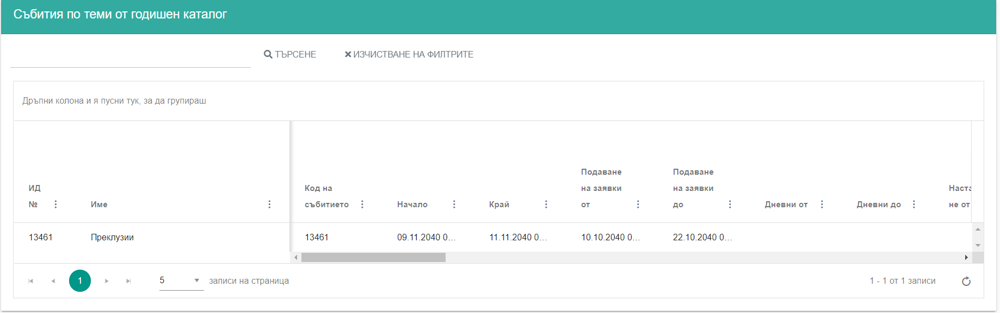 Събития по теми от годишен каталог
ТЪРСЕНЕ ИЗЧИСТВАНЕ НА ФИЛТРИТЕ
Дръпни колона и я пусни тук, за да групираш
ИД
№
Име
Код на
събитието
Начало
Край
Подаване
на заявки
от
Подаване
на заявки
до
Дневни от
Дневни до
Наста
не от
13461 Преклузии 13461 09.11.2040 0... 11.11.2040 0... 10.10.2040 0... 22.10.2040 0...
1 5 записи на страница 1 - 1 от 1 записи